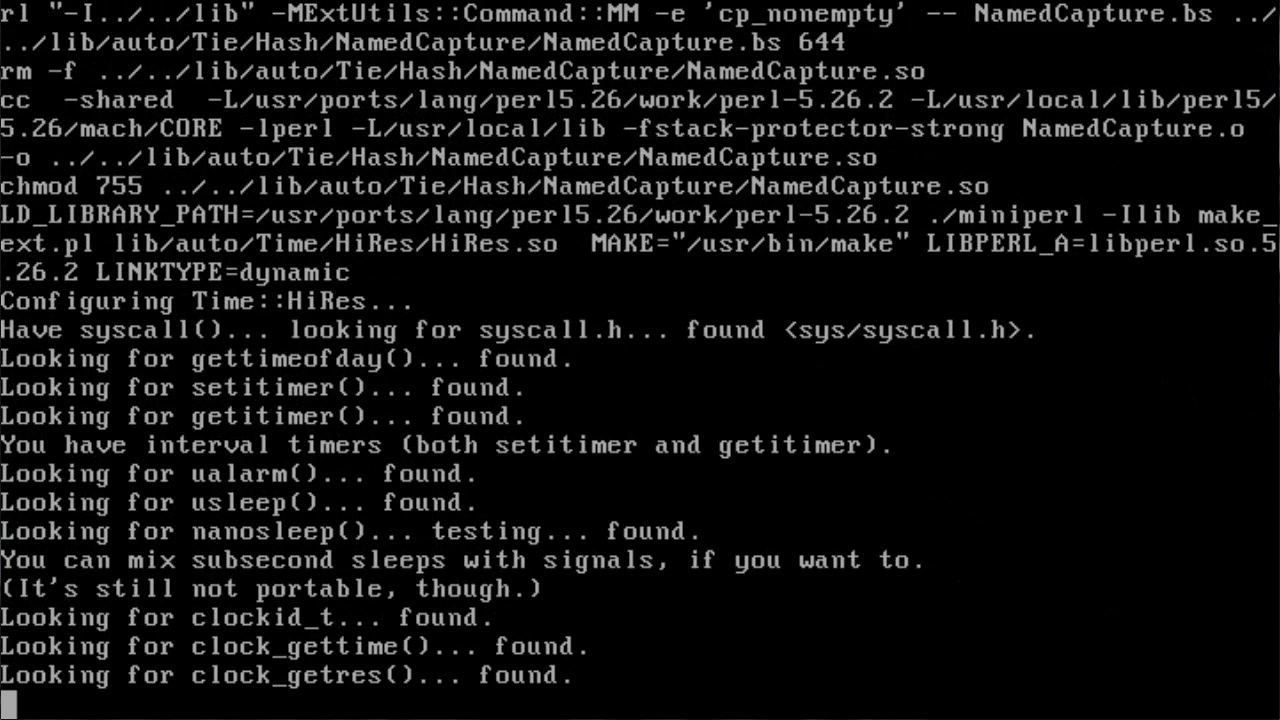 rl "-I../../lib" -MExtUtils::Command::MM -e 'cp_nonempty' -- NamedCapture.bs ../
../lib/auto/Tie/Hash/NamedCapture/NamedCapture.bs 644
rm -f ../../lib/auto/Tie/Hash/NamedCapture/NamedCapture.so
cc  -shared  -L/usr/ports/lang/perl5.26/work/perl-5.26.2 -L/usr/local/lib/perl5/
5.26/mach/CORE -lperl -L/usr/local/lib -fstack-protector-strong NamedCapture.o
-o ../../lib/auto/Tie/Hash/NamedCapture/NamedCapture.so
chmod 755 ../../lib/auto/Tie/Hash/NamedCapture/NamedCapture.so
LD_LIBRARY_PATH=/usr/ports/lang/perl5.26/work/perl-5.26.2 ./miniperl -Ilib make_
ext.pl lib/auto/Time/HiRes/HiRes.so  MAKE="/usr/bin/make" LIBPERL_A=libperl.so.5
.26.2 LINKTYPE=dynamic
Configuring Time::HiRes...
Have syscall()... looking for syscall.h... found <sys/syscall.h>.
Looking for gettimeofday()... found.
Looking for setitimer()... found.
Looking for getitimer()... found.
You have interval timers (both setitimer and getitimer).
Looking for ualarm()... found.
Looking for usleep()... found.
Looking for nanosleep()... testing... found.
You can mix subsecond sleeps with signals, if you want to.
(It's still not portable, though.)
Looking for clockid_t... found.
Looking for clock_gettime()... found.
Looking for clock_getres()... found.